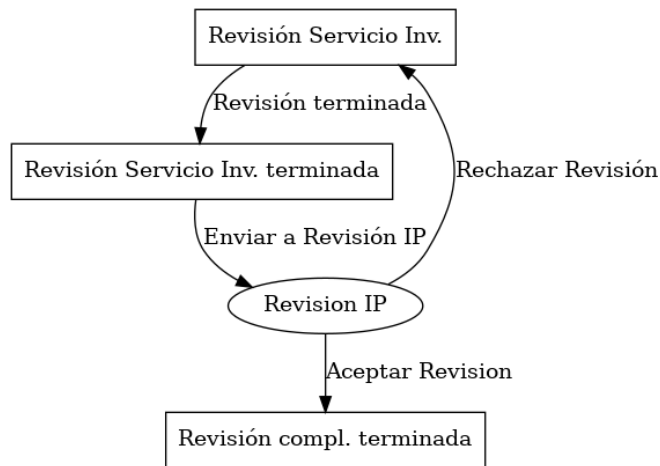 Revisión Servicio Inv.
Revisión terminada
Revisión Servicio Inv. terminada
Rechazar Revisión
Enviar a Revisión IP
Revision IP
Aceptar Revision
Revisión compl. terminada